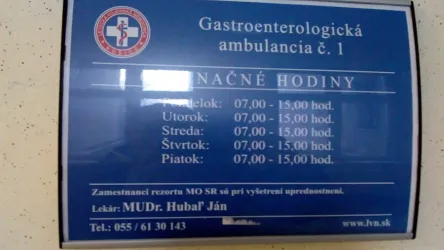 Gastroenterologická
ambulancia č. 1
NAČNÉ HODINY
Pondelok: 07,00 - 15,00 hod.
Utorok: 07,00 - 15,00 hod.
Streda: 07,00 - 15,00 hod.
Štvrtok: 07,00 - 15,00 hod.
Piatok: 07,00 - 15,00 hod.
Zamestnanci rezortu MO SR sú pri vyšetrení uprednostnení.
Lekár: MUDr. Hubaľ Ján
Tel.: 055 / 61 30 143 www.lvn.sk